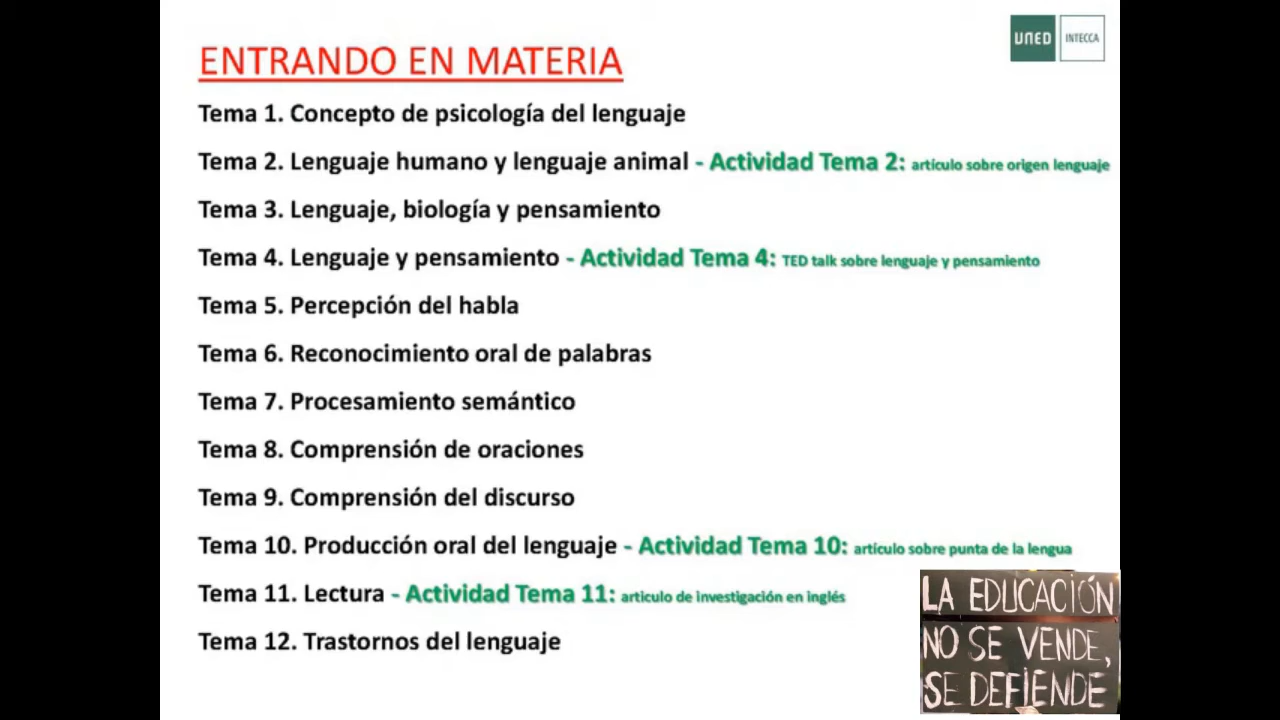 UNED INTECCA
ENTRANDO EN MATERIA
Tema 1. Concepto de psicología del lenguaje
Tema 2. Lenguaje humano y lenguaje animal - Actividad Tema 2: artículo sobre origen lenguaje
Tema 3. Lenguaje, biología y pensamiento
Tema 4. Lenguaje y pensamiento - Actividad Tema 4: TED talk sobre lenguaje y pensamiento
Tema 5. Percepción del habla
Tema 6. Reconocimiento oral de palabras
Tema 7. Procesamiento semántico
Tema 8. Comprensión de oraciones
Tema 9. Comprensión del discurso
Tema 10. Producción oral del lenguaje - Actividad Tema 10: artículo sobre punta de la lengua
Tema 11. Lectura - Actividad Tema 11: articulo de investigación en inglés
Tema 12. Trastornos del lenguaje
LA EDUCACIÓN
NO SE VENDE,
SE DEFIENDE